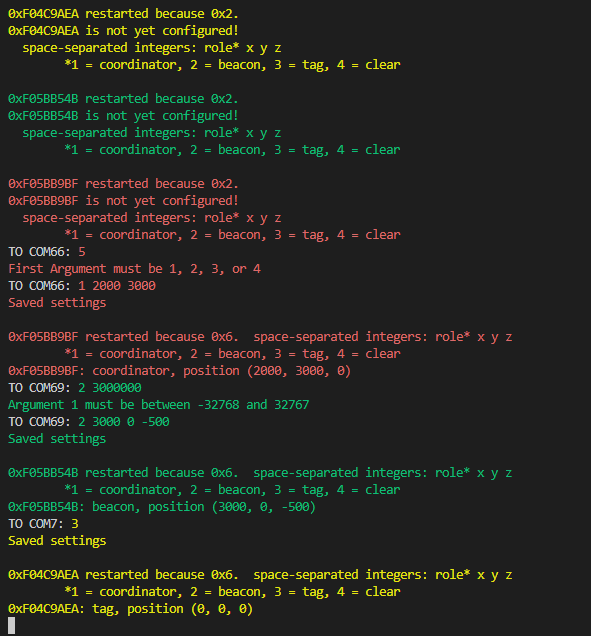 0xF04C9AEA restarted because 0x2.
0xF04C9AEA is not yet configured!
  space-separated integers: role* x y z
        *1 = coordinator, 2 = beacon, 3 = tag, 4 = clear

0xF05BB54B restarted because 0x2.
0xF05BB54B is not yet configured!
  space-separated integers: role* x y z
        *1 = coordinator, 2 = beacon, 3 = tag, 4 = clear

0xF05BB9BF restarted because 0x2.
0xF05BB9BF is not yet configured!
  space-separated integers: role* x y z
        *1 = coordinator, 2 = beacon, 3 = tag, 4 = clear
TO COM66: 5
First Argument must be 1, 2, 3, or 4
TO COM66: 1 2000 3000
Saved settings

0xF05BB9BF restarted because 0x6.  space-separated integers: role* x y z
        *1 = coordinator, 2 = beacon, 3 = tag, 4 = clear
0xF05BB9BF: coordinator, position (2000, 3000, 0)
TO COM69: 2 3000000
Argument 1 must be between -32768 and 32767
TO COM69: 2 3000 0 -500
Saved settings

0xF05BB54B restarted because 0x6.  space-separated integers: role* x y z
        *1 = coordinator, 2 = beacon, 3 = tag, 4 = clear
0xF05BB54B: beacon, position (3000, 0, -500)
TO COM7: 3
Saved settings

0xF04C9AEA restarted because 0x6.  space-separated integers: role* x y z
        *1 = coordinator, 2 = beacon, 3 = tag, 4 = clear
0xF04C9AEA: tag, position (0, 0, 0)